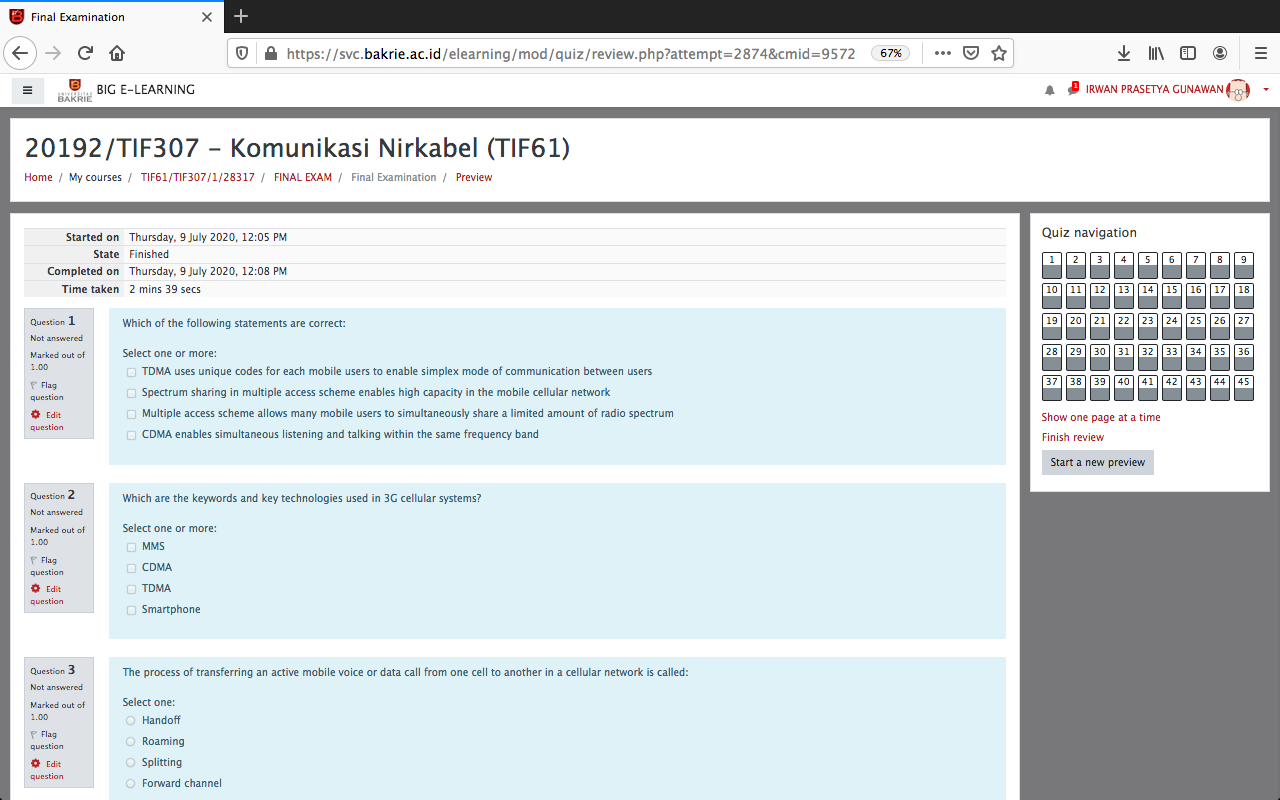 Final Examination
https://svc.bakrie.ac.id/elearning/mod/quiz/review.php?attempt=2874&cmid=9572
67%
UNIVERSITAS
BAKRIE
BIG E-LEARNING
1
IRWAN PRASETYA GUNAWAN
20192/TIF307 - Komunikasi Nirkabel (TIF61)
Home / My courses / TIF61/TIF307/1/28317 / FINAL EXAM / Final Examination / Preview
Started on Thursday, 9 July 2020, 12:05 PM
State Finished
Completed on Thursday, 9 July 2020, 12:08 PM
Time taken 2 mins 39 secs
Question 1
Not answered
Marked out of
1.00
Flag
question
Edit
question
Which of the following statements are correct:
Select one or more:
TDMA uses unique codes for each mobile users to enable simplex mode of communication between users
Spectrum sharing in multiple access scheme enables high capacity in the mobile cellular network
Multiple access scheme allows many mobile users to simultaneously share a limited amount of radio spectrum
CDMA enables simultaneous listening and talking within the same frequency band
Question 2
Not answered
Marked out of
1.00
Flag
question
Edit
question
Which are the keywords and key technologies used in 3G cellular systems?
Select one or more:
MMS
CDMA
TDMA
Smartphone
Question 3
Not answered
Marked out of
1.00
Flag
question
Edit
question
The process of transferring an active mobile voice or data call from one cell to another in a cellular network is called:
Select one:
Handoff
Roaming
Splitting
Forward channel
Quiz navigation
1 2 3 4 5 6 7 8 9
10 11 12 13 14 15 16 17 18
19 20 21 22 23 24 25 26 27
28 29 30 31 32 33 34 35 36
37 38 39 40 41 42 43 44 45
Show one page at a time
Finish review
Start a new preview